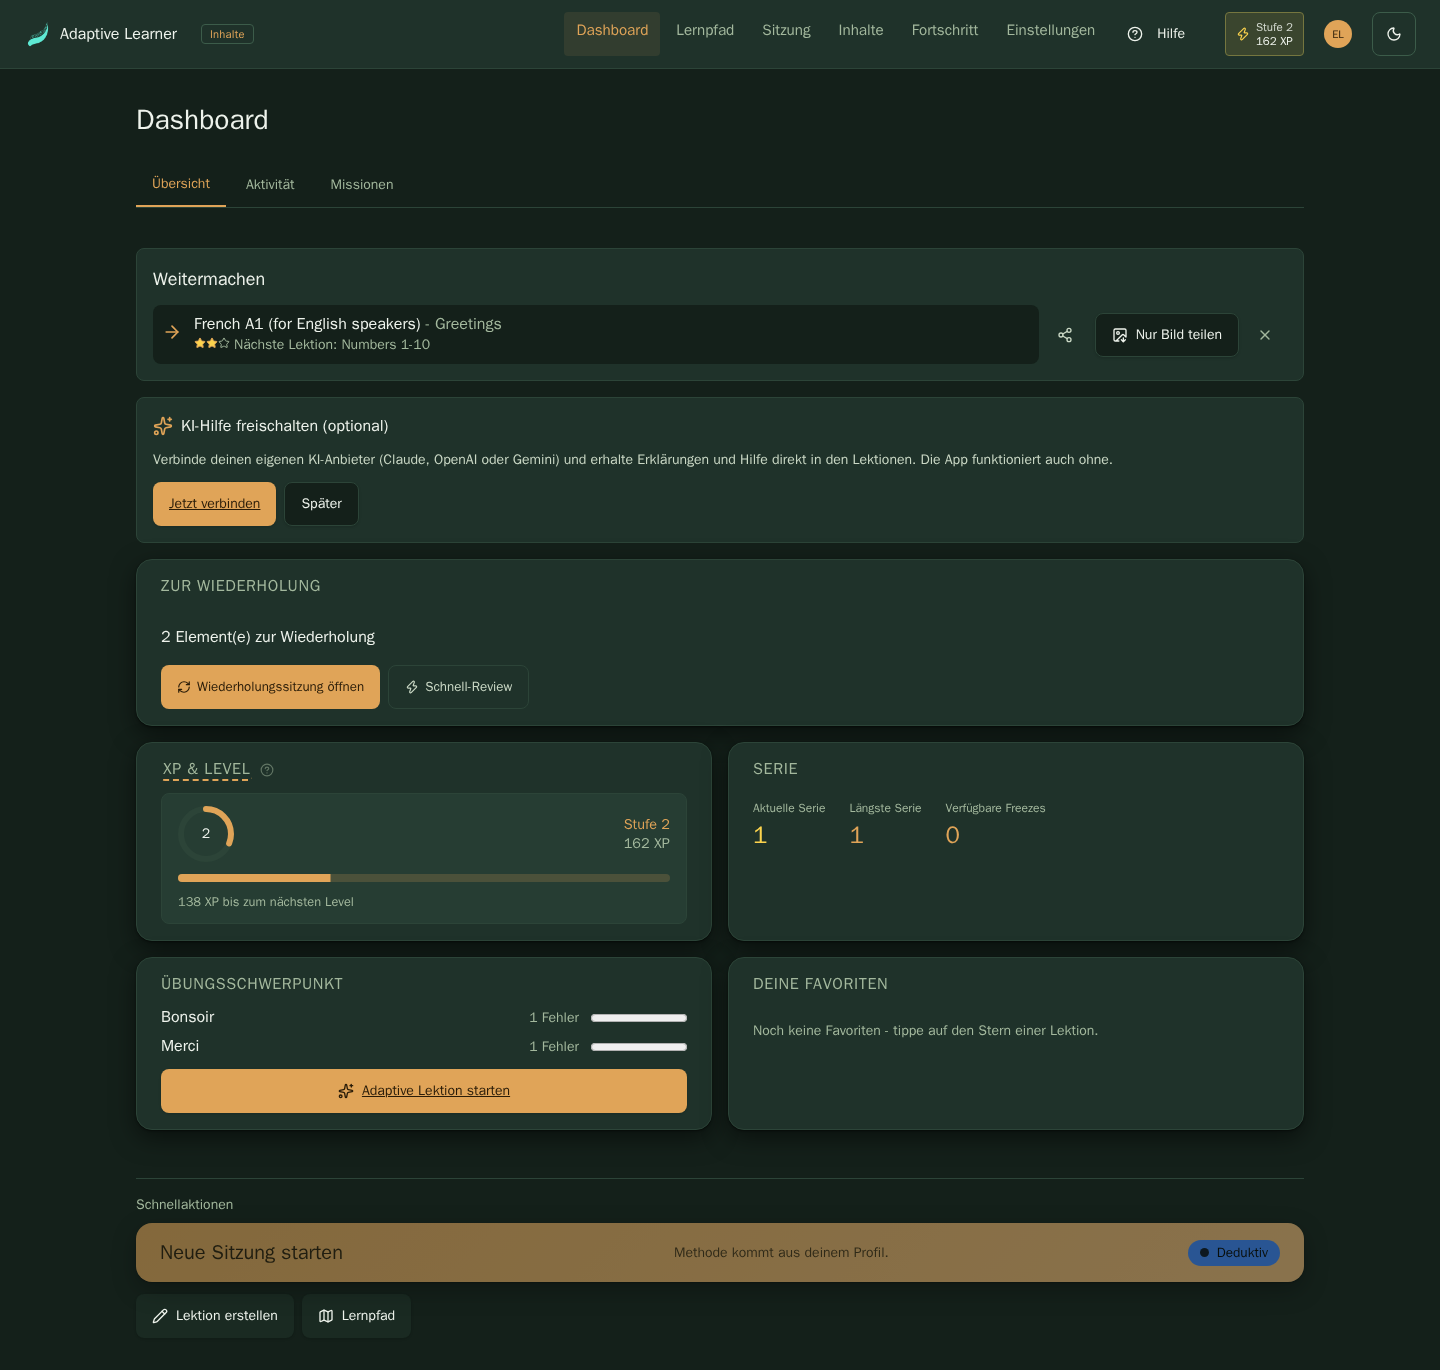 Adaptive Learner
Inhalte
Dashboard
Lernpfad
Sitzung
Inhalte
Fortschritt
Einstellungen
Hilfe
Stufe 2
162 XP
EL
Dashboard
Übersicht
Aktivität
Missionen
Weitermachen
French A1 (for English speakers) - Greetings
Nächste Lektion: Numbers 1-10
Nur Bild teilen
KI-Hilfe freischalten (optional)
Verbinde deinen eigenen KI-Anbieter (Claude, OpenAI oder Gemini) und erhalte Erklärungen und Hilfe direkt in den Lektionen. Die App funktioniert auch ohne.
Jetzt verbinden
Später
ZUR WIEDERHOLUNG
2 Element(e) zur Wiederholung
Wiederholungssitzung öffnen
Schnell-Review
XP & LEVEL
2
Stufe 2
162 XP
138 XP bis zum nächsten Level
SERIE
Aktuelle Serie
Längste Serie
Verfügbare Freezes
1
1
0
ÜBUNGSSCHWERPUNKT
Bonsoir
1 Fehler
Merci
1 Fehler
Adaptive Lektion starten
DEINE FAVORITEN
Noch keine Favoriten - tippe auf den Stern einer Lektion.
Schnellaktionen
Neue Sitzung starten
Methode kommt aus deinem Profil.
Deduktiv
Lektion erstellen
Lernpfad